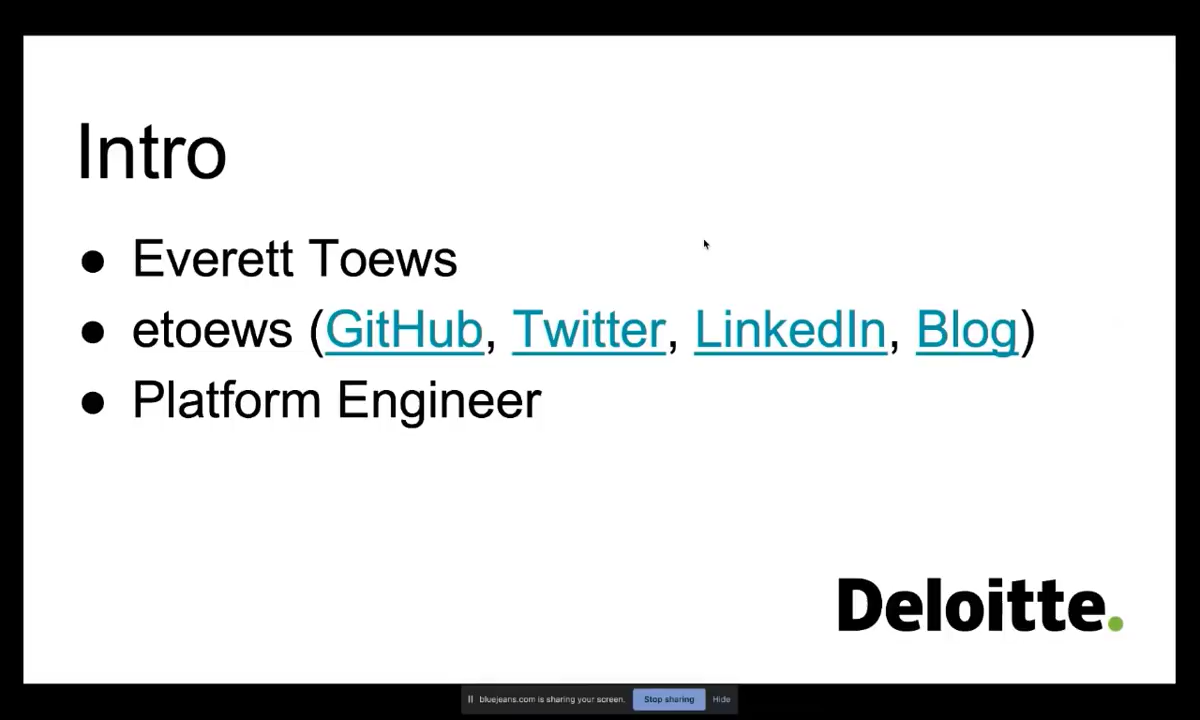 Intro
● Everett Toews
● etoews (GitHub, Twitter, LinkedIn, Blog)
● Platform Engineer
Deloitte.
bluejeans.com is sharing your screen. Stop sharing Hide